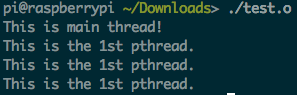 pi@raspberrypi ~/Downloads> ./test.o
This is main thread!
This is the 1st pthread.
This is the 1st pthread.
This is the 1st pthread.